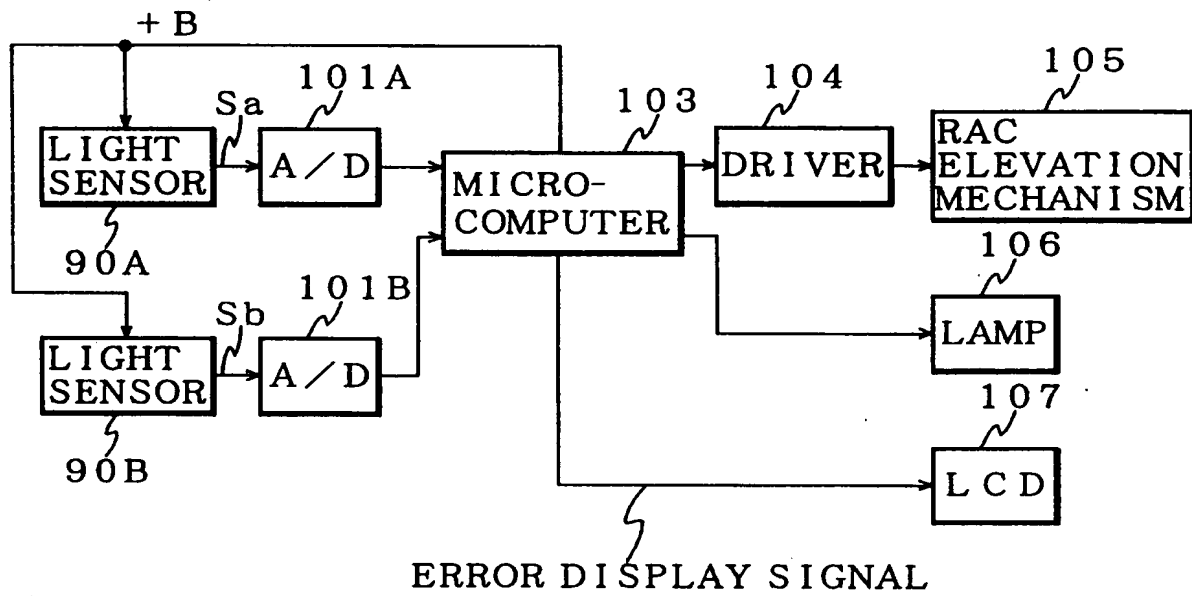 +B
101A
Sa
LIGHT
SENSOR
A/D
90A
103
MICRO-
COMPUTER
104
DRIVER
105
RAC
ELEVATION
MECHANISM
101B
Sb
LIGHT
SENSOR
A/D
90B
106
LAMP
107
LCD
ERROR DISPLAY SIGNAL